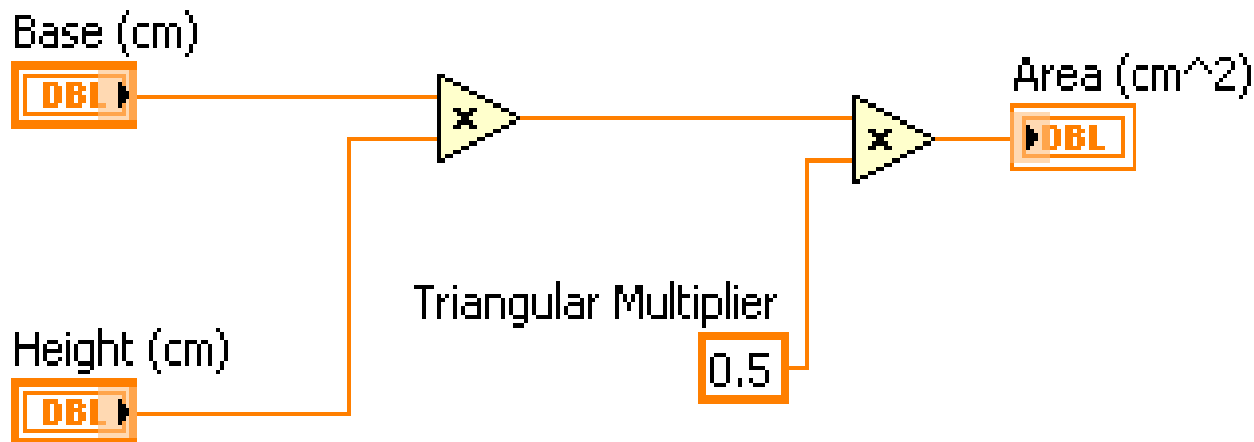 Base (cm)
DBL
x
x
Area (cm^2)
DBL
Triangular Multiplier
0.5
Height (cm)
DBL